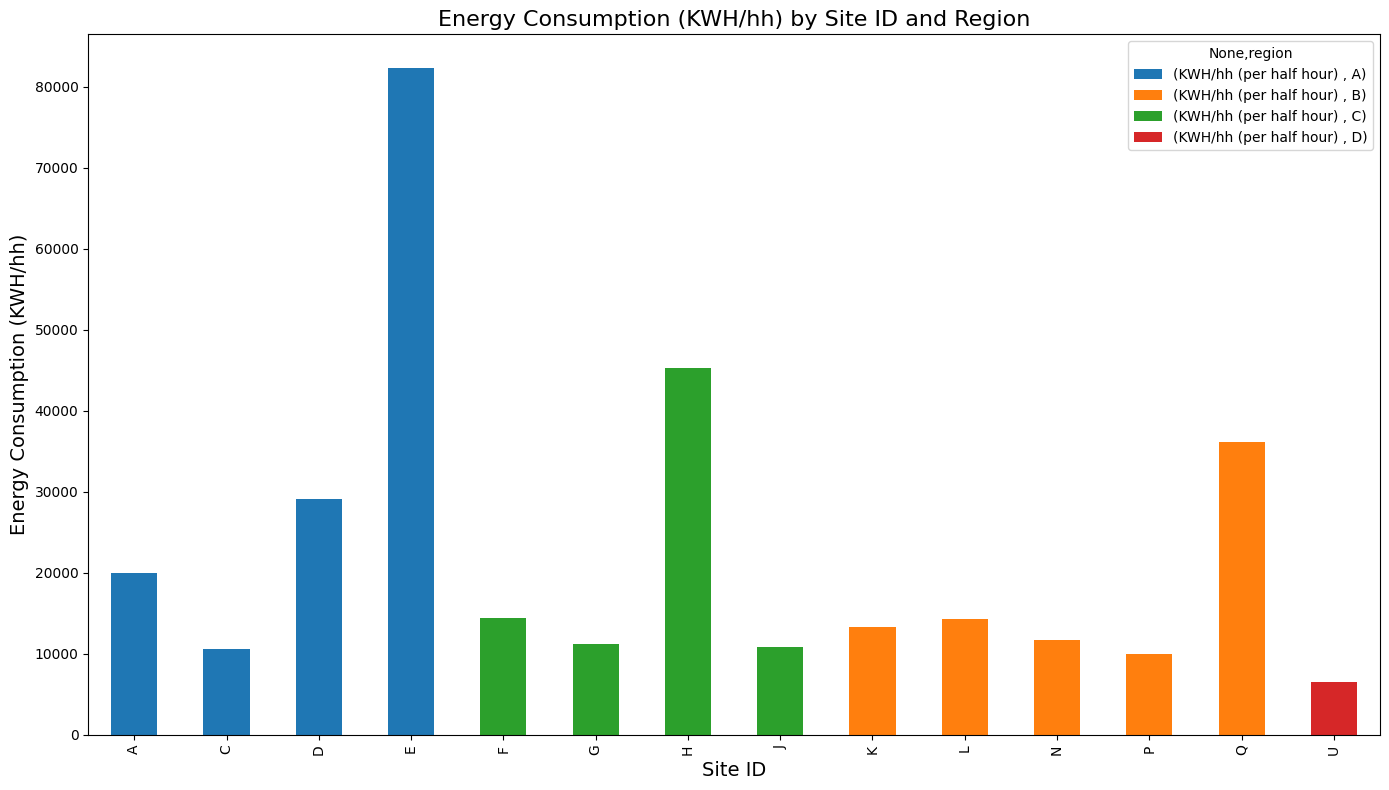 Energy Consumption (KWH/hh) by Site ID and Region
None,region
(KWH/hh (per half hour) , A)
(KWH/hh (per half hour) , B)
(KWH/hh (per half hour) , C)
(KWH/hh (per half hour) , D)
Energy Consumption (KWH/hh)
80000
70000
60000
50000
40000
30000
20000
10000
0
A C D E F G H J K L N P Q U
Site ID